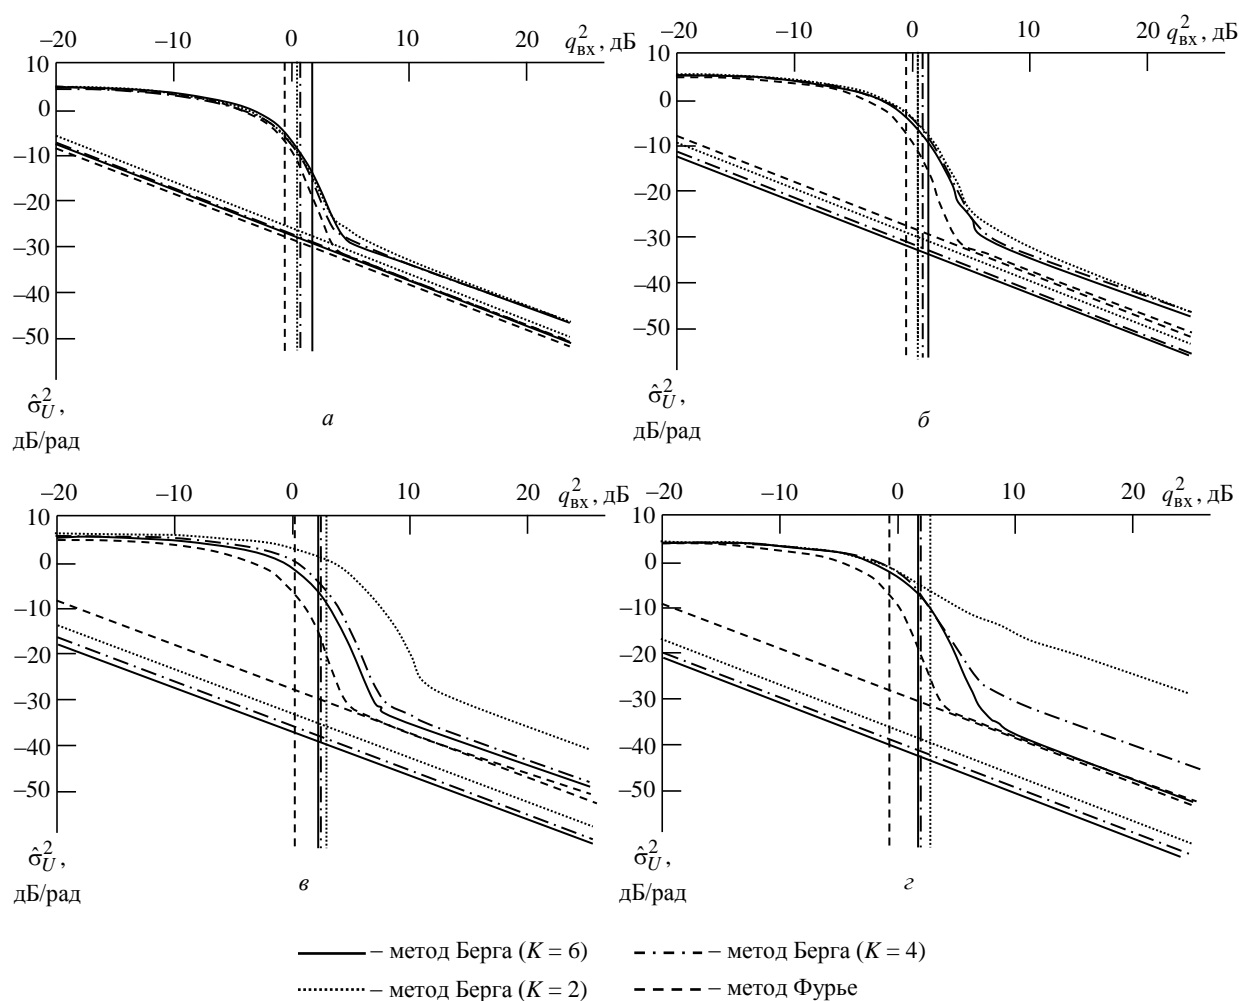 –20 –10 0 10 20 q²вх, дБ
10
0
–10
–20
–30
–40
–50
σ̂²U,
дБ/рад
а
–20 –10 0 10 20 q²вх, дБ
10
0
–10
–20
–30
–40
–50
σ̂²U,
дБ/рад
б
–20 –10 0 10 20 q²вх, дБ
10
0
–10
–20
–30
–40
–50
σ̂²U,
дБ/рад
в
–20 –10 0 10 20 q²вх, дБ
10
0
–10
–20
–30
–40
–50
σ̂²U,
дБ/рад
г
– метод Берга (K = 6)
– метод Берга (K = 4)
– метод Берга (K = 2)
– метод Фурье